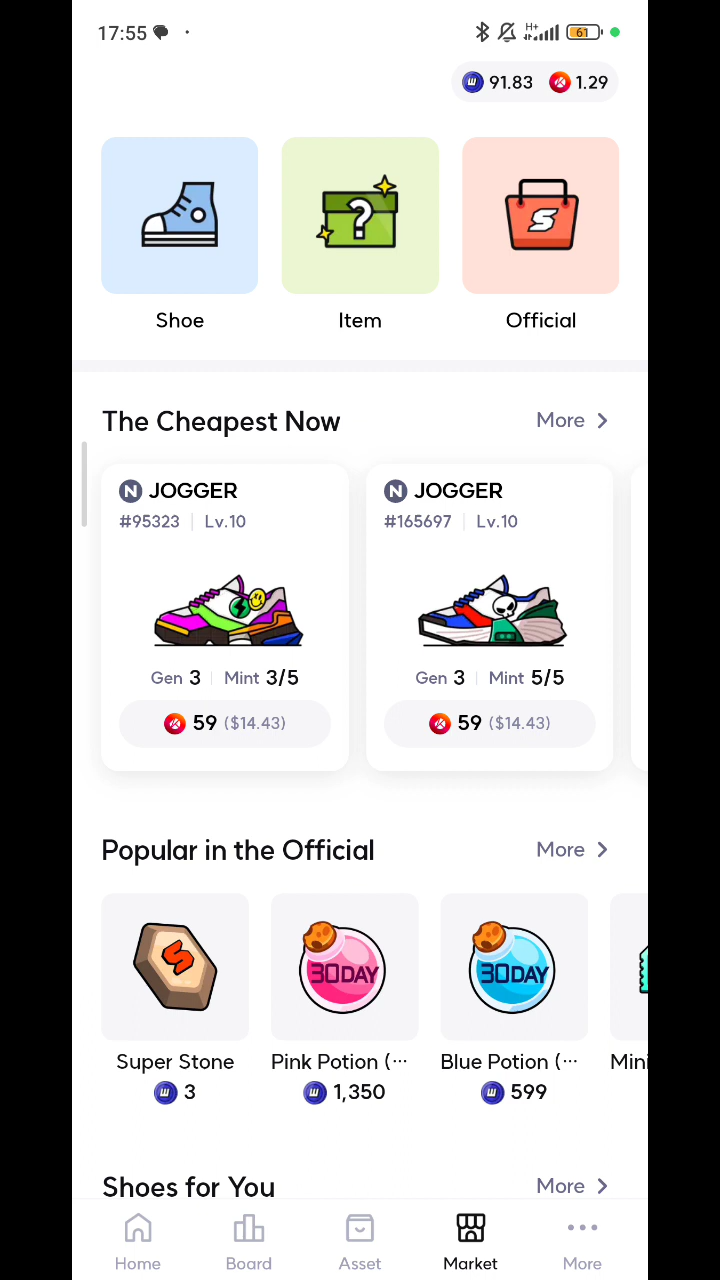 17:55
H+
61
91.83 1.29
Shoe Item Official
The Cheapest Now More
N JOGGER
#95323 Lv.10
Gen 3 Mint 3/5
59 ($14.43)
N JOGGER
#165697 Lv.10
Gen 3 Mint 5/5
59 ($14.43)
Popular in the Official More
30DAY 30DAY
Super Stone Pink Potion (··· Blue Potion (··· Mini
3 1,350 599
Shoes for You More
Home Board Asset Market More